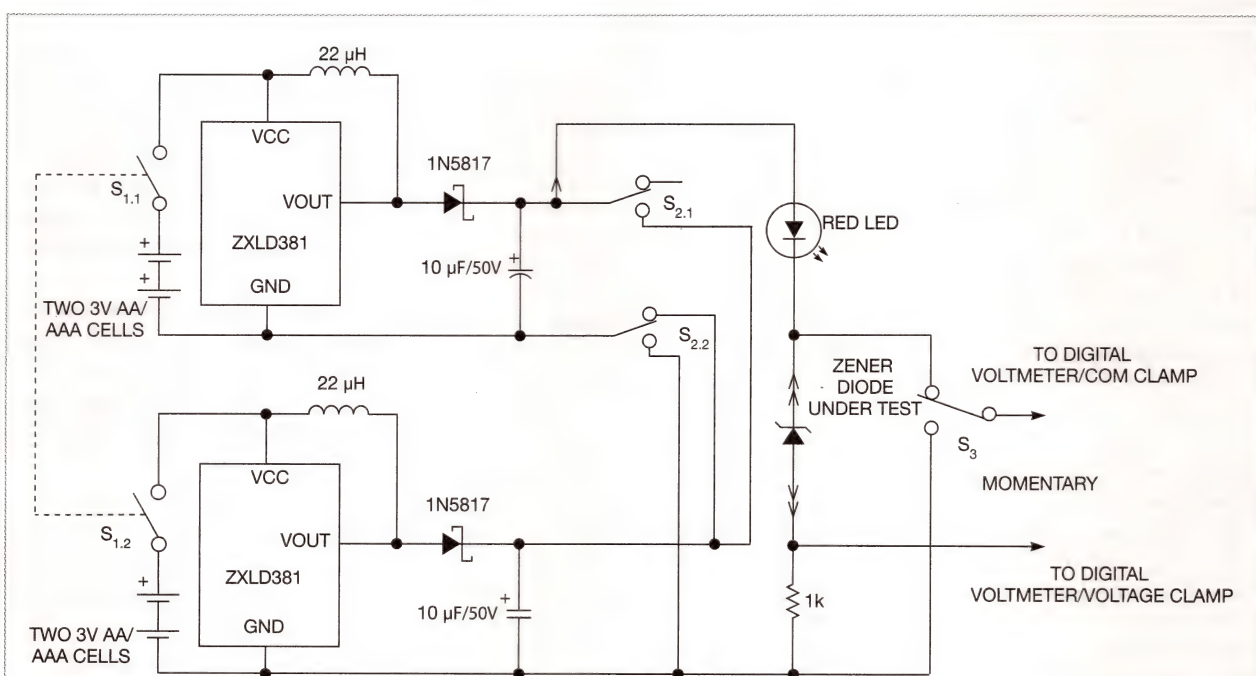 22 µH
VCC
S1.1
1N5817
VOUT
S2.1
RED LED
ZXLD381
+
+
10 µF/50V
+
GND
TWO 3V AA/
AAA CELLS
S2.2
22 µH
ZENER
DIODE
UNDER TEST
TO DIGITAL
VOLTMETER/COM CLAMP
S3
VCC
MOMENTARY
1N5817
S1.2
VOUT
ZXLD381
TO DIGITAL
VOLTMETER/VOLTAGE CLAMP
+
10 µF/50V
+
1k
GND
TWO 3V AA/
AAA CELLS